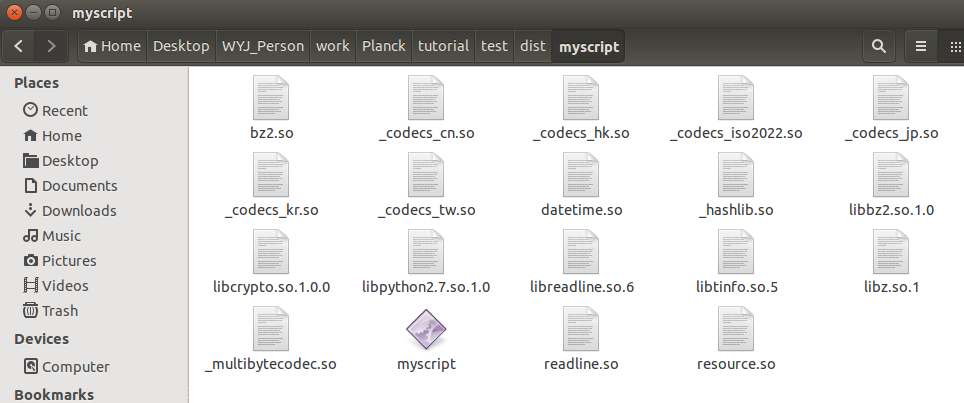 myscript
Home Desktop WYJ_Person work Planck tutorial test dist myscript
Places
Recent
Home
Desktop
Documents
Downloads
Music
Pictures
Videos
Trash
Devices
Computer
Bookmarks
bz2.so _codecs_cn.so _codecs_hk.so _codecs_iso2022.so _codecs_jp.so
_codecs_kr.so _codecs_tw.so datetime.so _hashlib.so libbz2.so.1.0
libcrypto.so.1.0.0 libpython2.7.so.1.0 libreadline.so.6 libtinfo.so.5 libz.so.1
_multibytecodec.so myscript readline.so resource.so